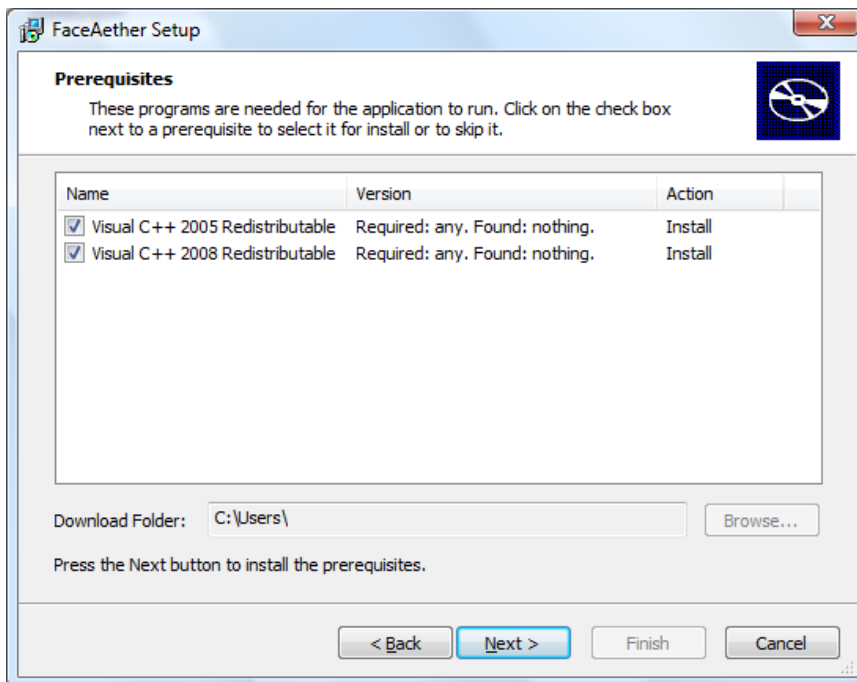 FaceAether Setup
Prerequisites
These programs are needed for the application to run. Click on the check box
next to a prerequisite to select it for install or to skip it.
Name Version Action
Visual C++ 2005 Redistributable Required: any. Found: nothing. Install
Visual C++ 2008 Redistributable Required: any. Found: nothing. Install
Download Folder: C:\Users\ Browse...
Press the Next button to install the prerequisites.
< Back Next > Finish Cancel